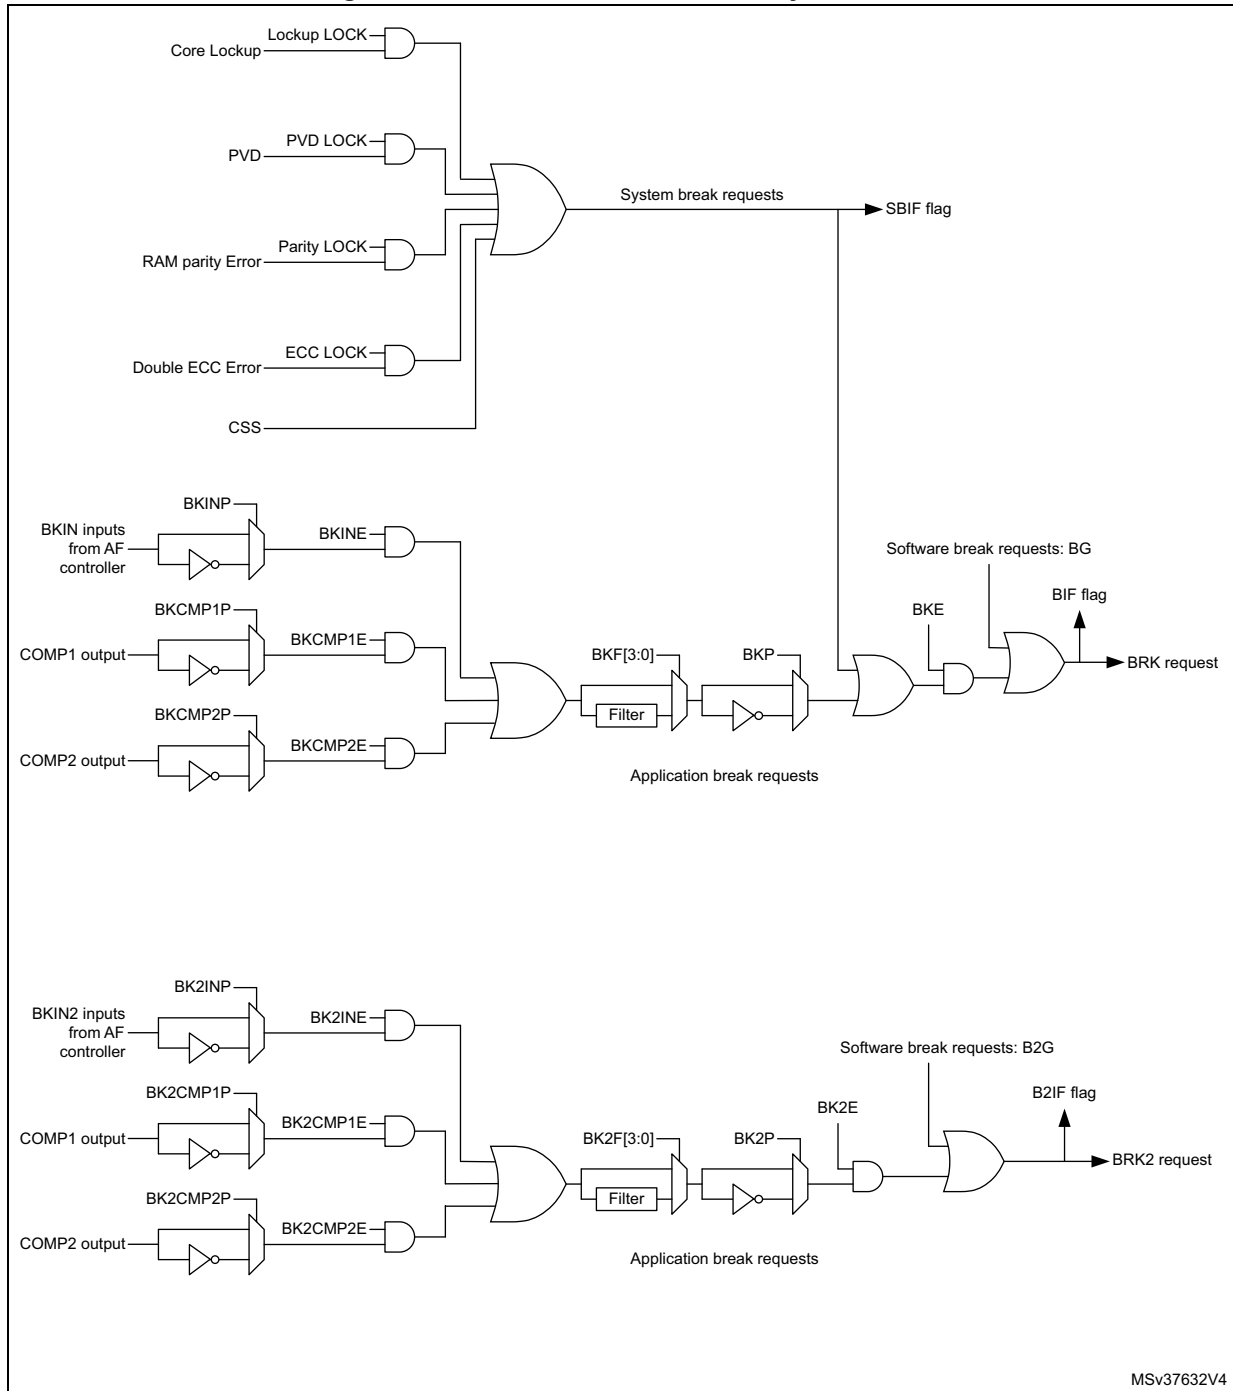 Lockup LOCK
Core Lockup
PVD LOCK
PVD
System break requests
SBIF flag
Parity LOCK
RAM parity Error
ECC LOCK
Double ECC Error
CSS
BKINP
BKIN inputs
from AF
controller
BKINE
Software break requests: BG
BIF flag
BKCMP1P
BKCMP1E
COMP1 output
BKF[3:0]
BKP
BKE
BRK request
BKCMP2P
Filter
BKCMP2E
COMP2 output
Application break requests
BK2INP
BKIN2 inputs
from AF
controller
BK2INE
Software break requests: B2G
B2IF flag
BK2CMP1P
BK2CMP1E
COMP1 output
BK2F[3:0]
BK2P
BK2E
BRK2 request
BK2CMP2P
Filter
BK2CMP2E
COMP2 output
Application break requests
MSv37632V4